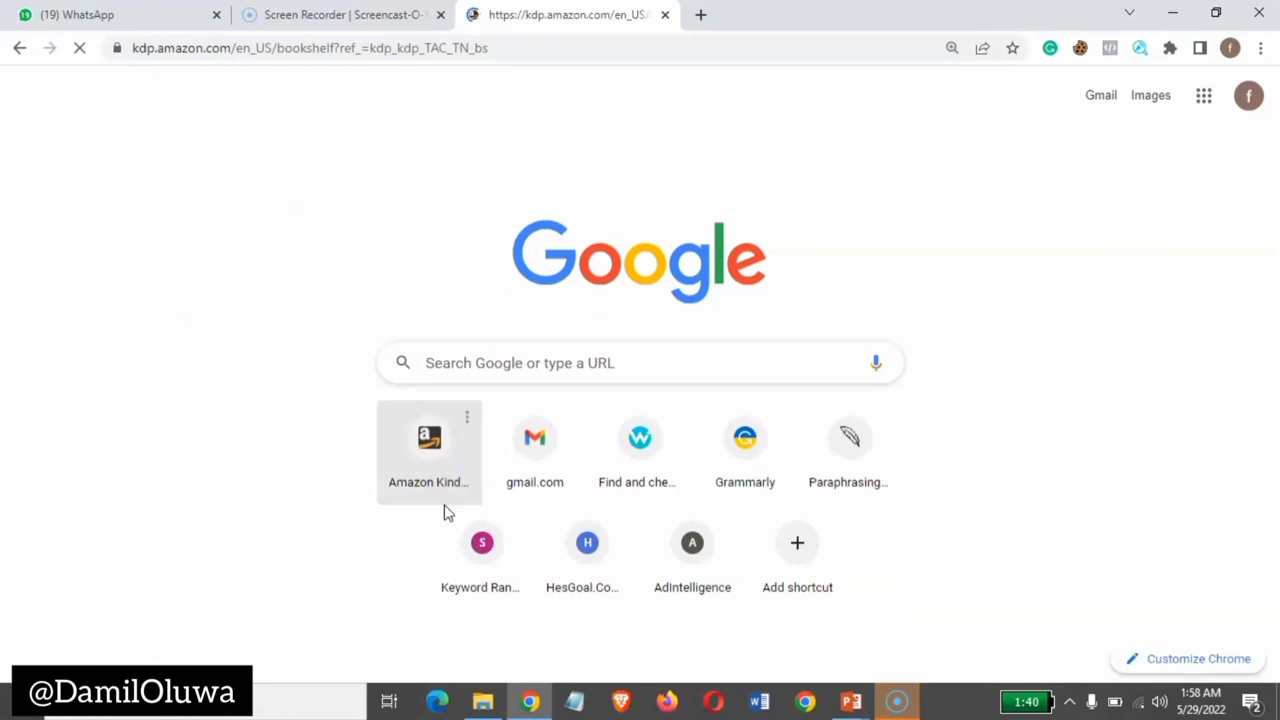 (19) WhatsApp
Screen Recorder | Screencast-O-
https://kdp.amazon.com/en_US/
kdp.amazon.com/en_US/bookshelf?ref_=kdp_kdp_TAC_TN_bs
f
Gmail Images f
Google
Search Google or type a URL
Amazon Kind... gmail.com Find and che... Grammarly Paraphrasing...
S H A
Keyword Ran... HesGoal.Co... AdIntelligence Add shortcut
Customize Chrome
@DamilOluwa
1:40
1:58 AM
5/29/2022
2